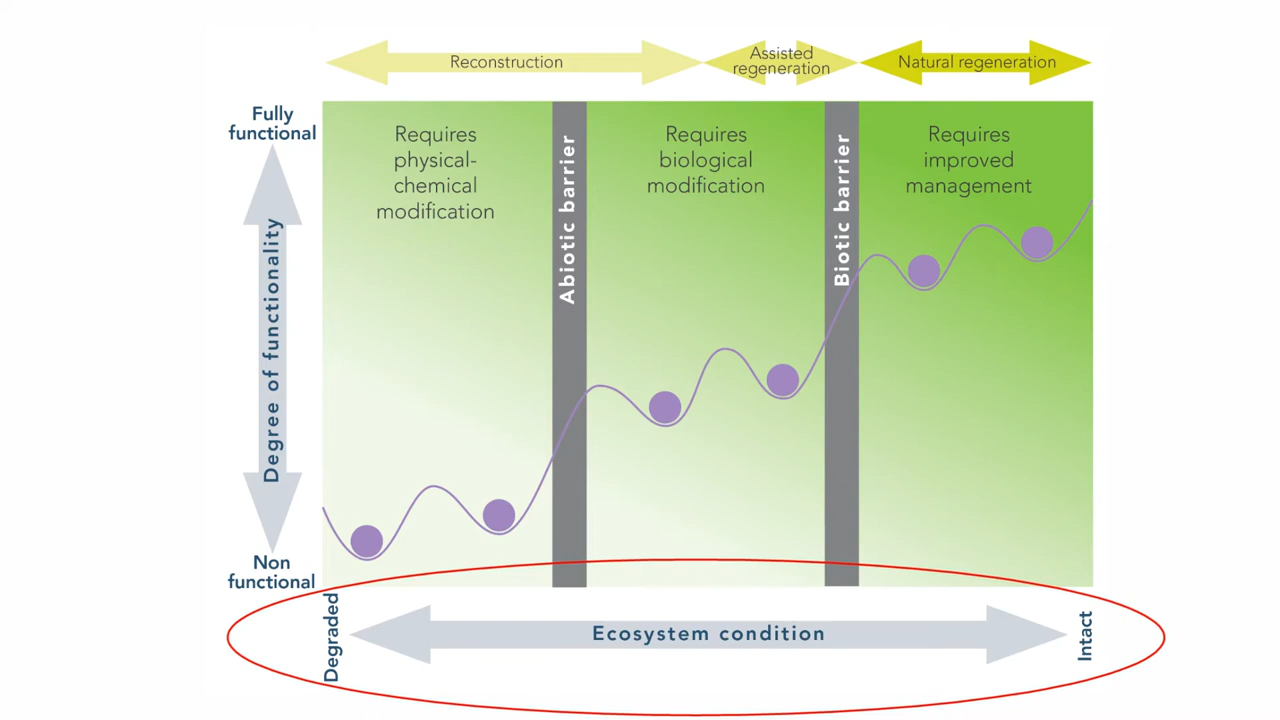 Reconstruction
Assisted
regeneration
Natural regeneration
Fully
functional
Degree of functionality
Non
functional
Requires
physical-
chemical
modification
Abiotic barrier
Requires
biological
modification
Biotic barrier
Requires
improved
management
Degraded
Ecosystem condition
Intact